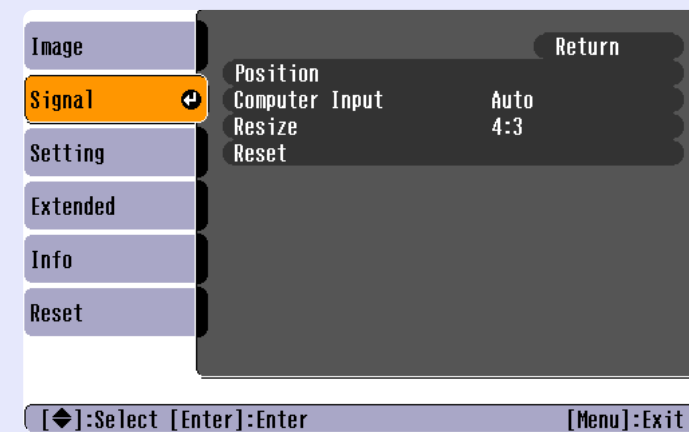 Image
Signal
Setting
Extended
Info
Reset
Return
Position
Computer Input Auto
Resize 4:3
Reset
[◆]:Select [Enter]:Enter [Menu]:Exit